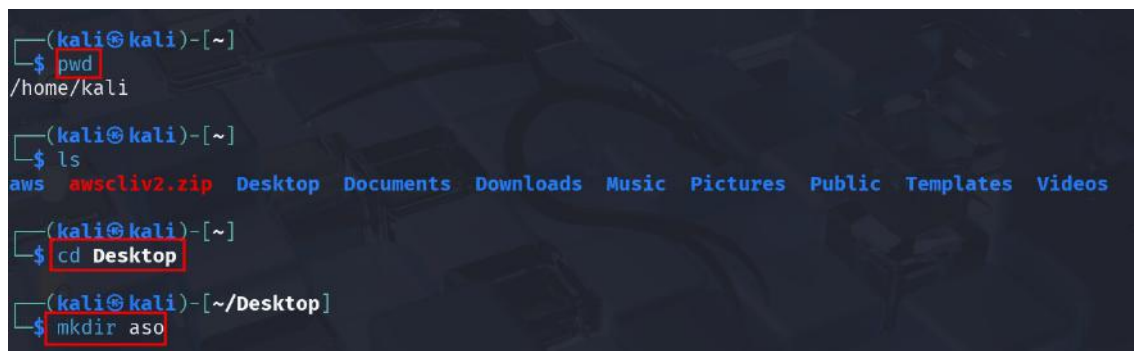 ┌──(kali㉿kali)-[~]
└─$ pwd
/home/kali
┌──(kali㉿kali)-[~]
└─$ ls
aws awscliv2.zip Desktop Documents Downloads Music Pictures Public Templates Videos
┌──(kali㉿kali)-[~]
└─$ cd Desktop
┌──(kali㉿kali)-[~/Desktop]
└─$ mkdir aso